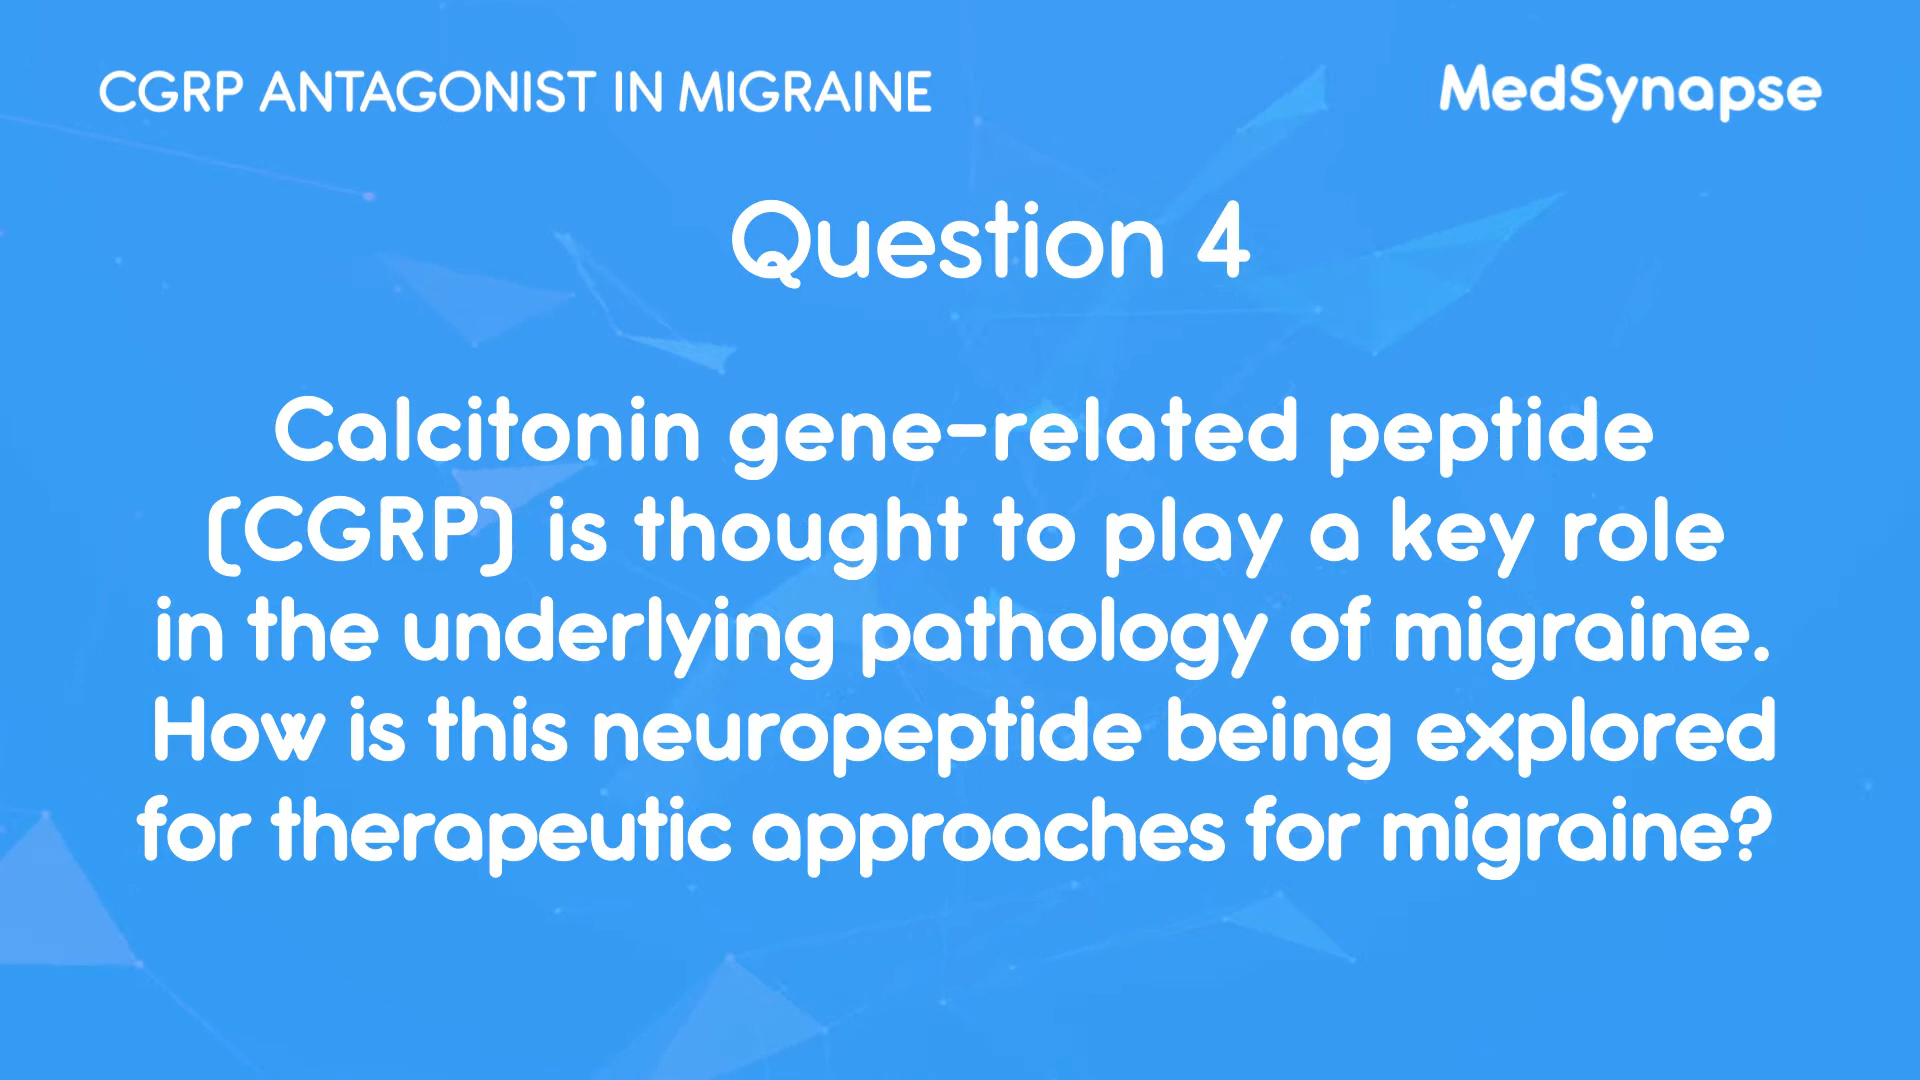 CGRP ANTAGONIST IN MIGRAINE
MedSynapse
Question 4
Calcitonin gene-related peptide
(CGRP) is thought to play a key role
in the underlying pathology of migraine.
How is this neuropeptide being explored
for therapeutic approaches for migraine?